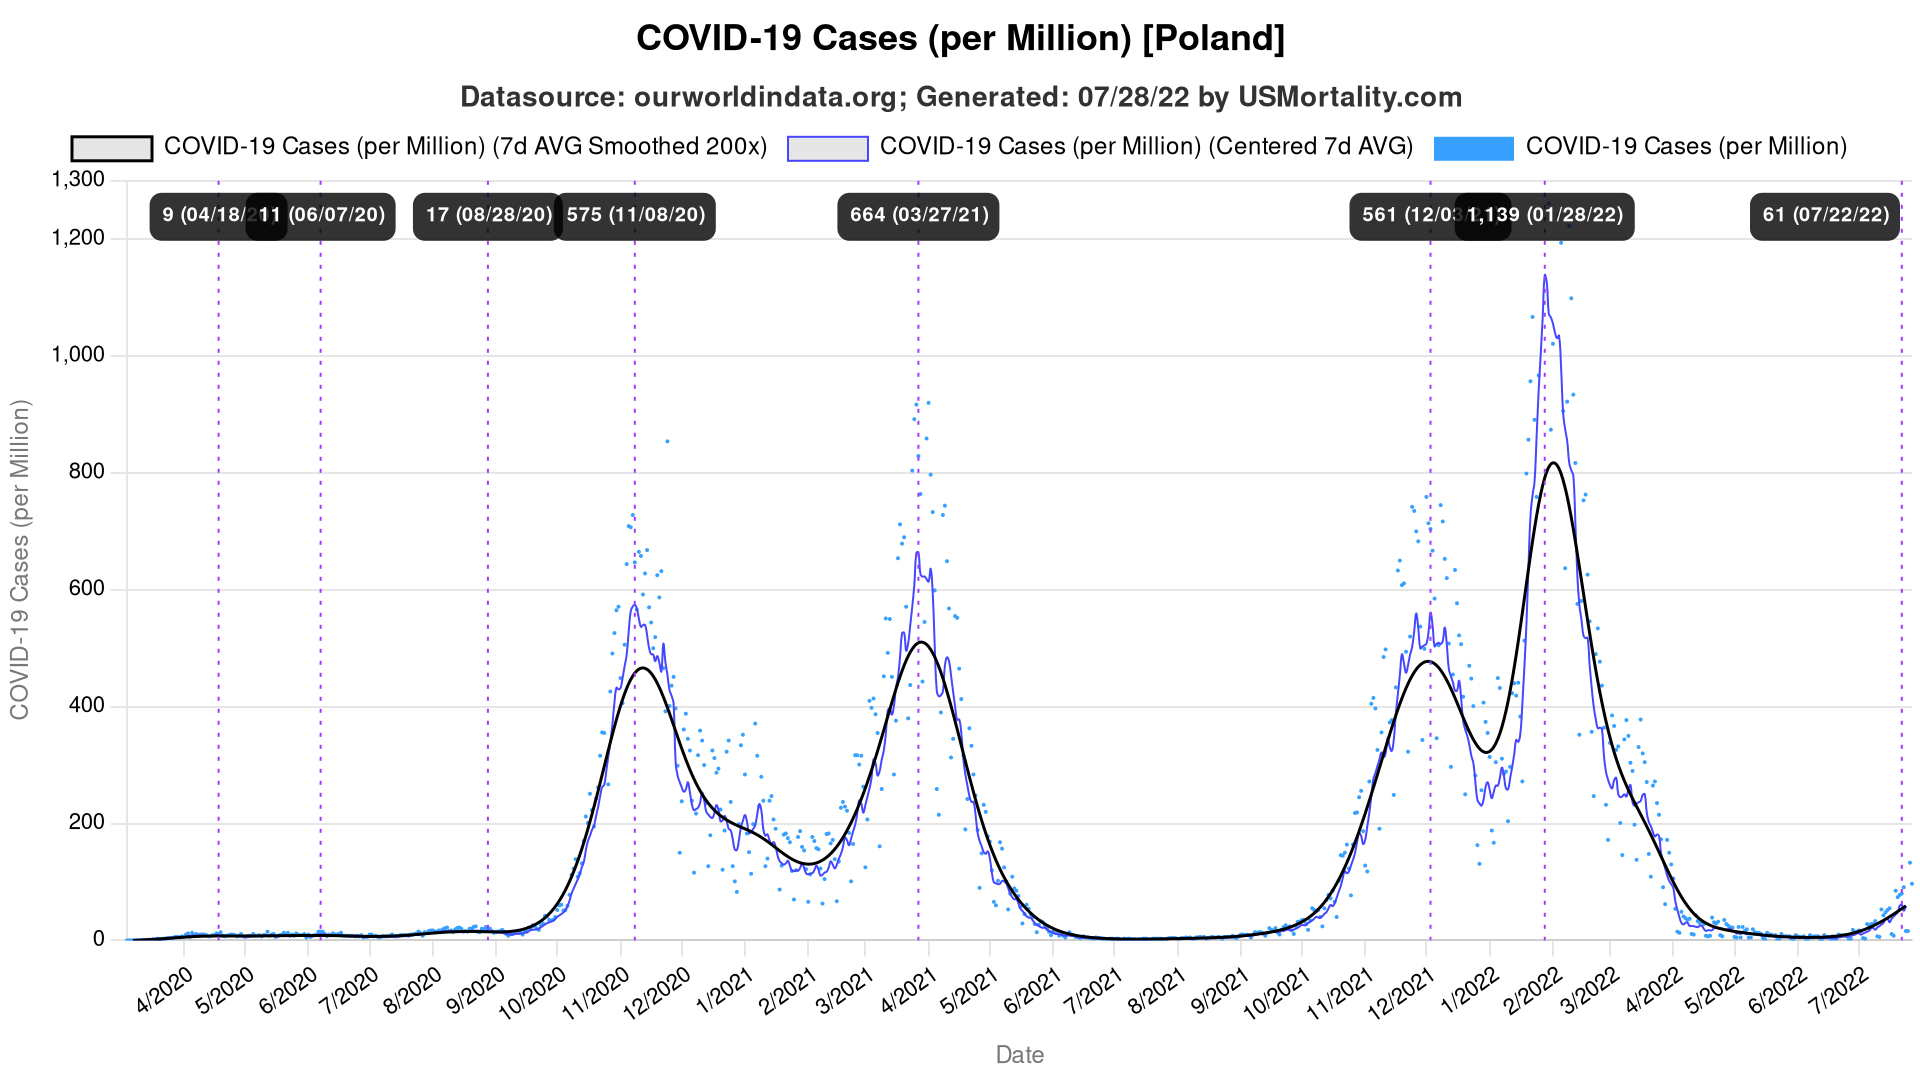 COVID-19 Cases (per Million) [Poland]
Datasource: ourworldindata.org; Generated: 07/28/22 by USMortality.com
COVID-19 Cases (per Million) (7d AVG Smoothed 200x) COVID-19 Cases (per Million) (Centered 7d AVG) COVID-19 Cases (per Million)
9 (04/18/ 11 (06/07/20) 17 (08/28/20) 575 (11/08/20) 664 (03/27/21) 561 (12/03/ 1,139 (01/28/22) 61 (07/22/22)
1,300
1,200
1,000
800
600
400
200
0
COVID-19 Cases (per Million)
4/2020 5/2020 6/2020 7/2020 8/2020 9/2020 10/2020 11/2020 12/2020 1/2021 2/2021 3/2021 4/2021 5/2021 6/2021 7/2021 8/2021 9/2021 10/2021 11/2021 12/2021 1/2022 2/2022 3/2022 4/2022 5/2022 6/2022 7/2022
Date